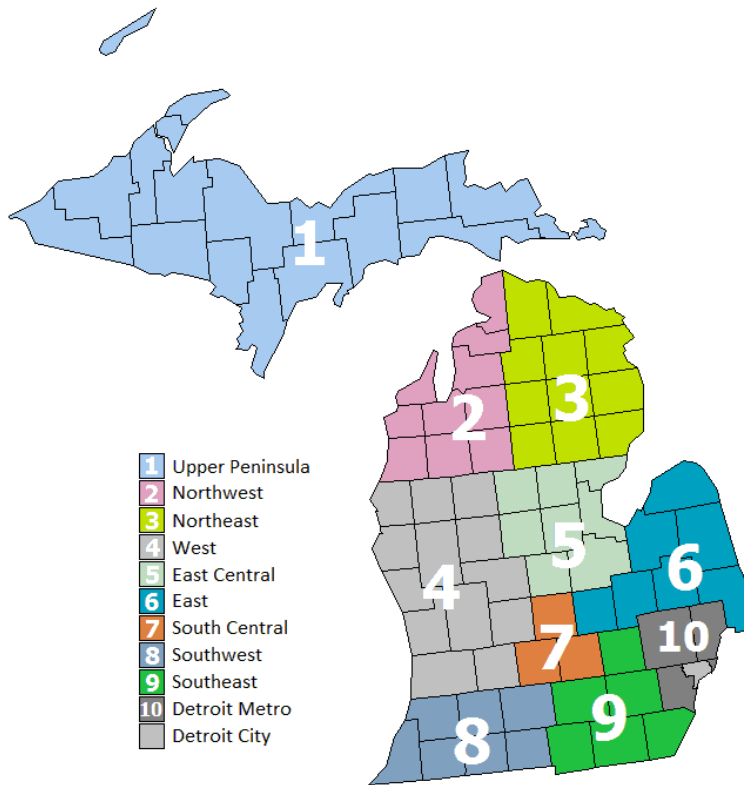 1
2
3
4
5
6
7
10
8
9
1 Upper Peninsula
2 Northwest
3 Northeast
4 West
5 East Central
6 East
7 South Central
8 Southwest
9 Southeast
10 Detroit Metro
Detroit City